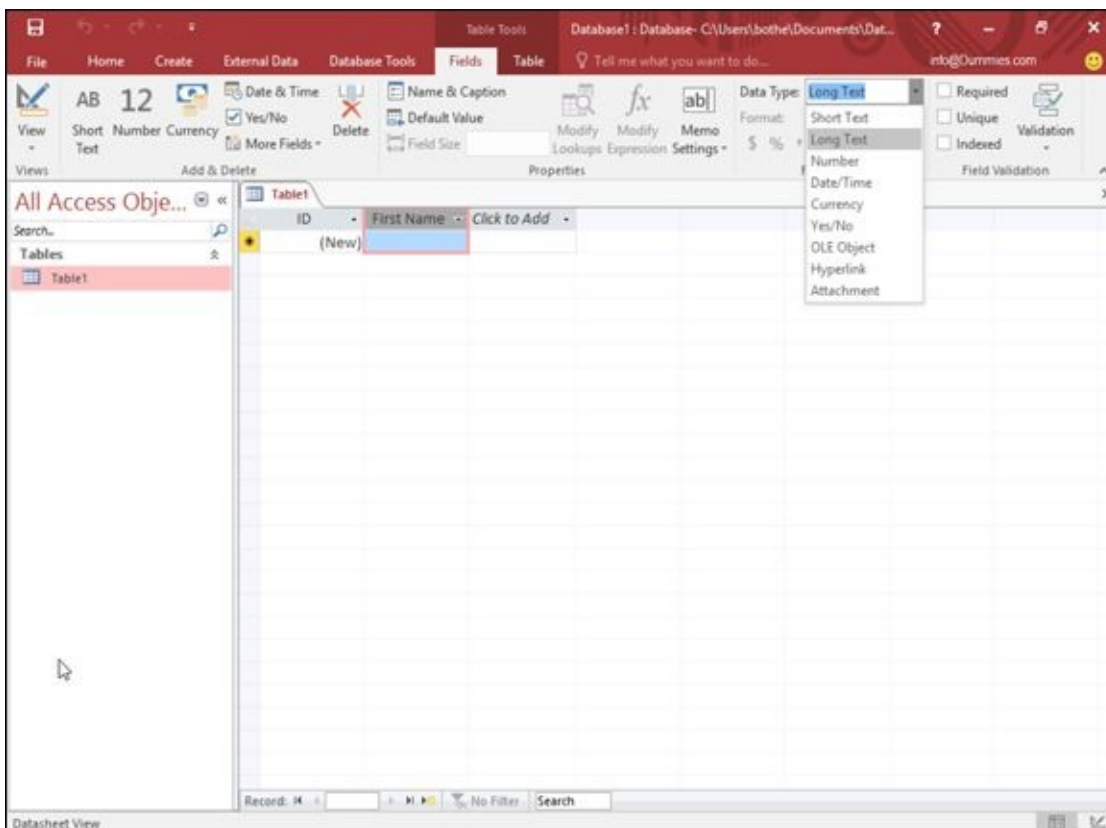 Table Tools
Database1 : Database- C:\Users\bothe\Documents\Dat...
?
File
Home
Create
External Data
Database Tools
Fields
Table
Tell me what you want to do...
info@Dummies.com
View
AB
Short Text
12
Number
Currency
Date & Time
Yes/No
More Fields
Delete
Name & Caption
Default Value
Field Size
Modify Lookups
fx
Modify Expression
ab
Memo Settings
Data Type:
Long Text
Format:
$ %
Required
Unique
Indexed
Validation
Views
Add & Delete
Properties
Field Validation
Short Text
Long Text
Number
Date/Time
Currency
Yes/No
OLE Object
Hyperlink
Attachment
All Access Obje...
Search..
Tables
Table1
Table1
ID
First Name
Click to Add
(New)
Record:
No Filter
Search
Datasheet View